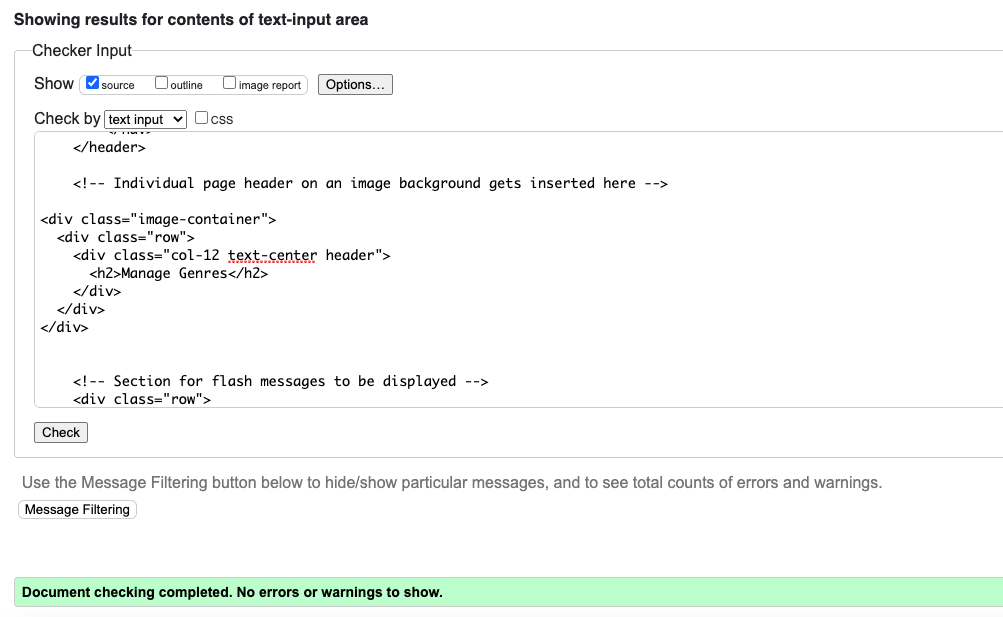 Showing results for contents of text-input area
Checker Input
Show source outline image report Options...
Check by text input css
</header>
<!-- Individual page header on an image background gets inserted here -->
<div class="image-container">
<div class="row">
<div class="col-12 text-center header">
<h2>Manage Genres</h2>
</div>
</div>
</div>
<!-- Section for flash messages to be displayed -->
<div class="row">
Check
Use the Message Filtering button below to hide/show particular messages, and to see total counts of errors and warnings.
Message Filtering
Document checking completed. No errors or warnings to show.